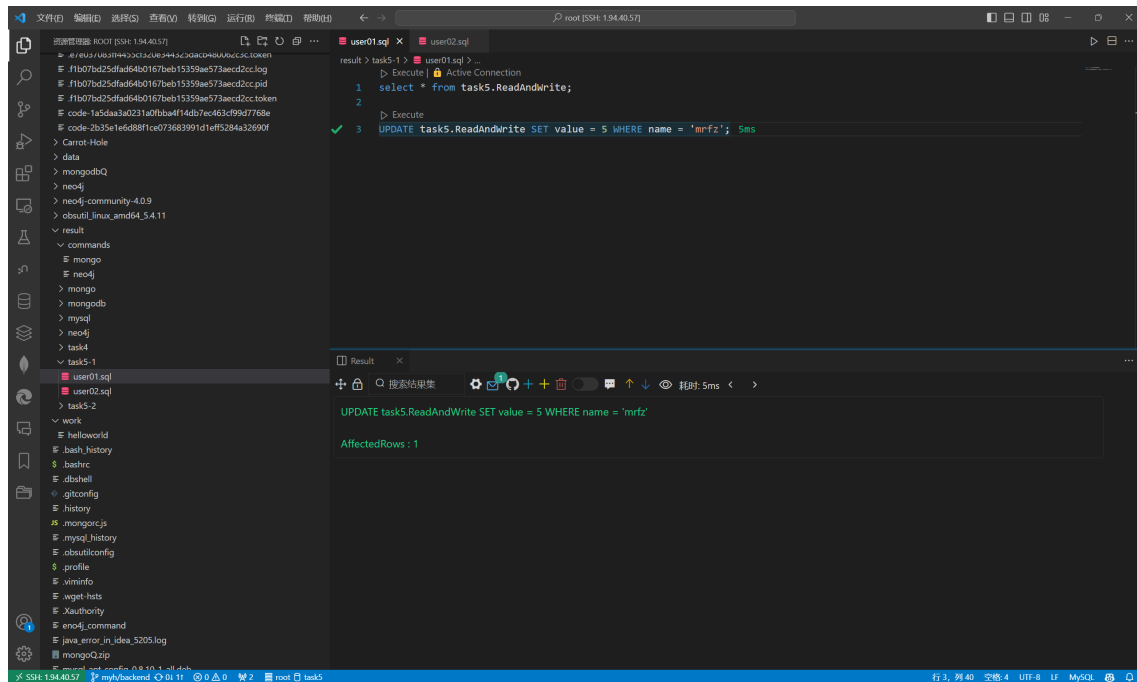 文件(F) 编辑(E) 选择(S) 查看(V) 转到(G) 运行(R) 终端(T) 帮助(H)
root [SSH: 1.94.40.57]
资源管理器: ROOT [SSH: 1.94.40.57]
.f1b07bd25dfad64b0167beb15359ae573aecd2cc.log
.f1b07bd25dfad64b0167beb15359ae573aecd2cc.pid
.f1b07bd25dfad64b0167beb15359ae573aecd2cc.token
code-1a5daa3a0231a0fbba4f14db7ec463cf99d7768e
code-2b35e1e6d88f1ce073683991d1eff5284a32690f
Carrot-Hole
data
mongodbQ
neo4j
neo4j-community-4.0.9
obsutil_linux_amd64_5.4.11
result
commands
mongo
neo4j
mongo
mongodb
mysql
neo4j
task4
task5-1
user01.sql
user02.sql
task5-2
work
helloworld
.bash_history
.bashrc
.dbshell
.gitconfig
.history
.mongorc.js
.mysql_history
.obsutilconfig
.profile
.viminfo
.wget-hsts
.Xauthority
eno4j_command
java_error_in_idea_5205.log
mongoQ.zip
user01.sql user02.sql
result > task5-1 > user01.sql > ...
Execute | Active Connection
1 select * from task5.ReadAndWrite;
2
Execute
3 UPDATE task5.ReadAndWrite SET value = 5 WHERE name = 'mrfz'; 5ms
Result
搜索结果集 1 耗时: 5ms
UPDATE task5.ReadAndWrite SET value = 5 WHERE name = 'mrfz'
AffectedRows : 1
SSH: 1.94.40.57 myh/backend 0↓ 1↑ 0 0 2 root task5 行 3，列 40 空格: 4 UTF-8 LF MySQL